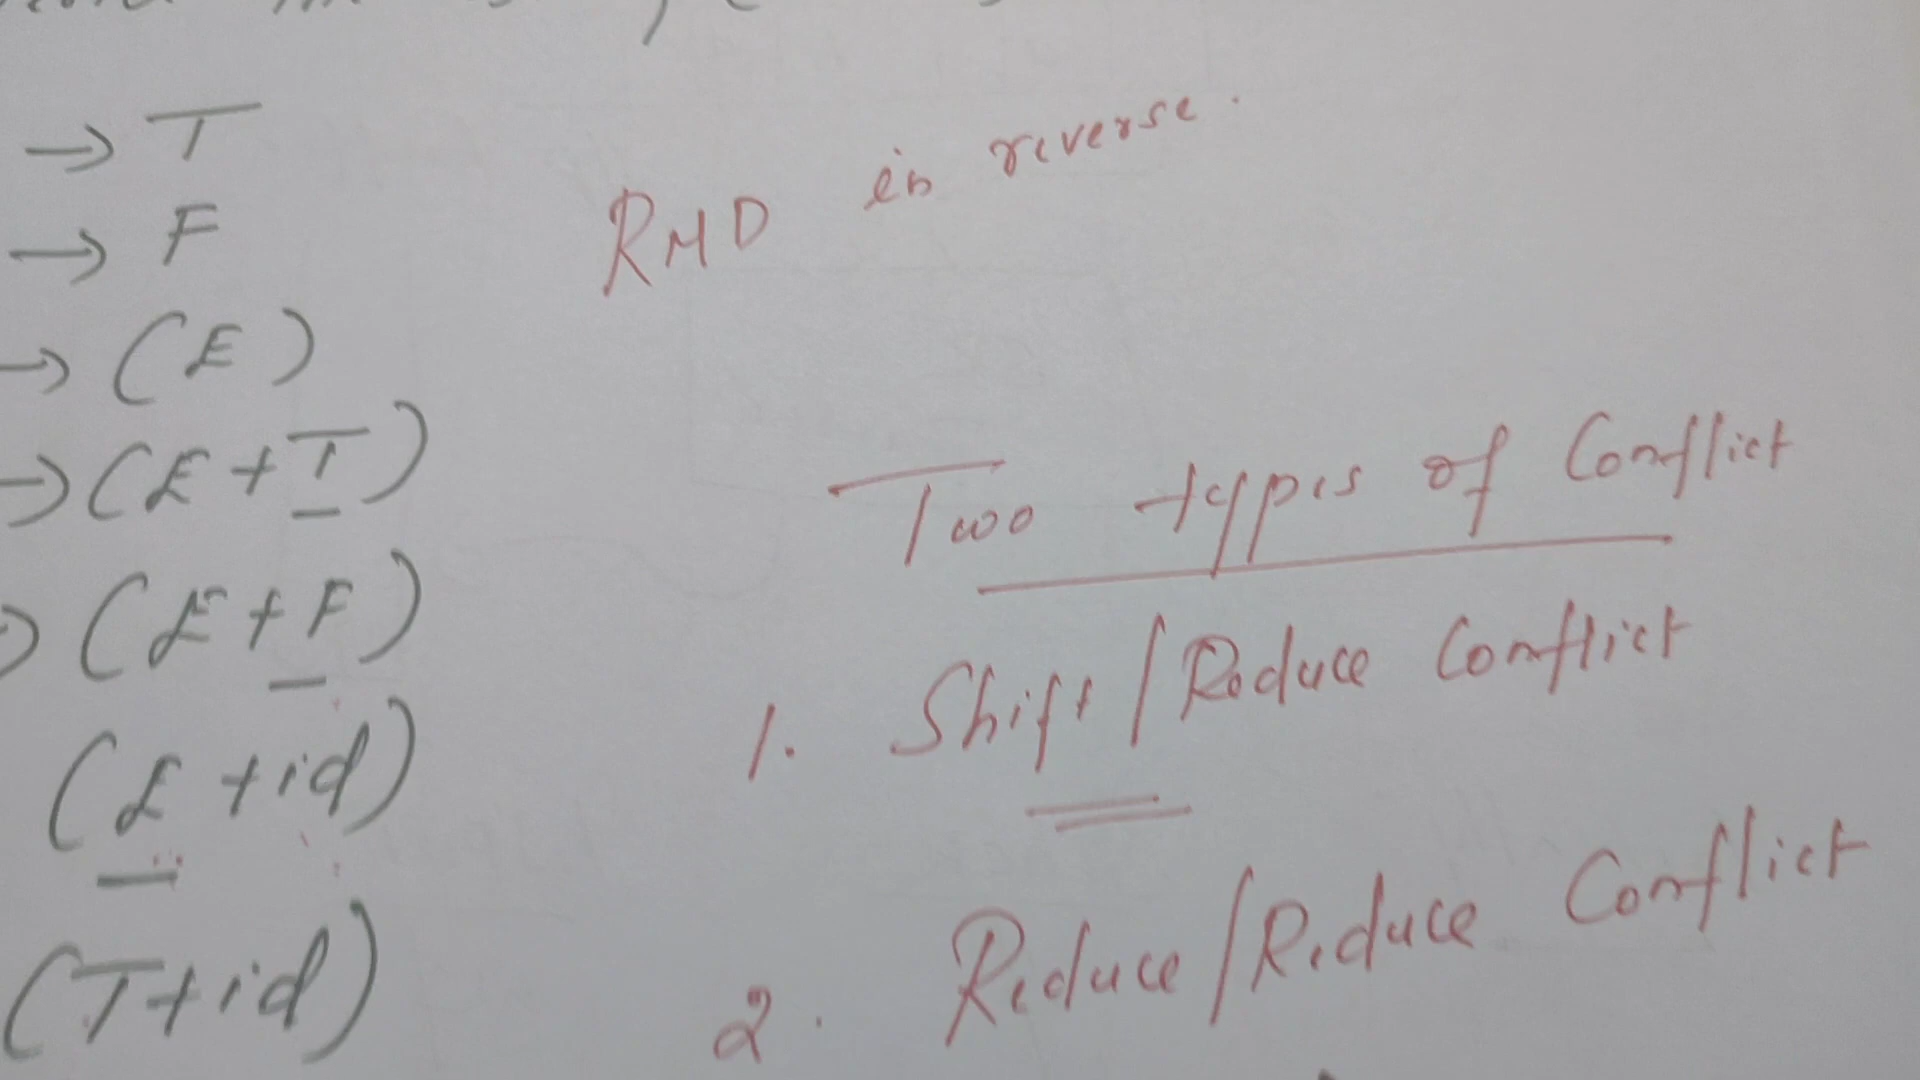 → T
→ F
→ (E)
→ (E + T)
→ (E + F)
(E + id)
(T + id)
RMD in reverse.
Two types of Conflict
1. Shift / Reduce Conflict
2. Reduce / Reduce Conflict